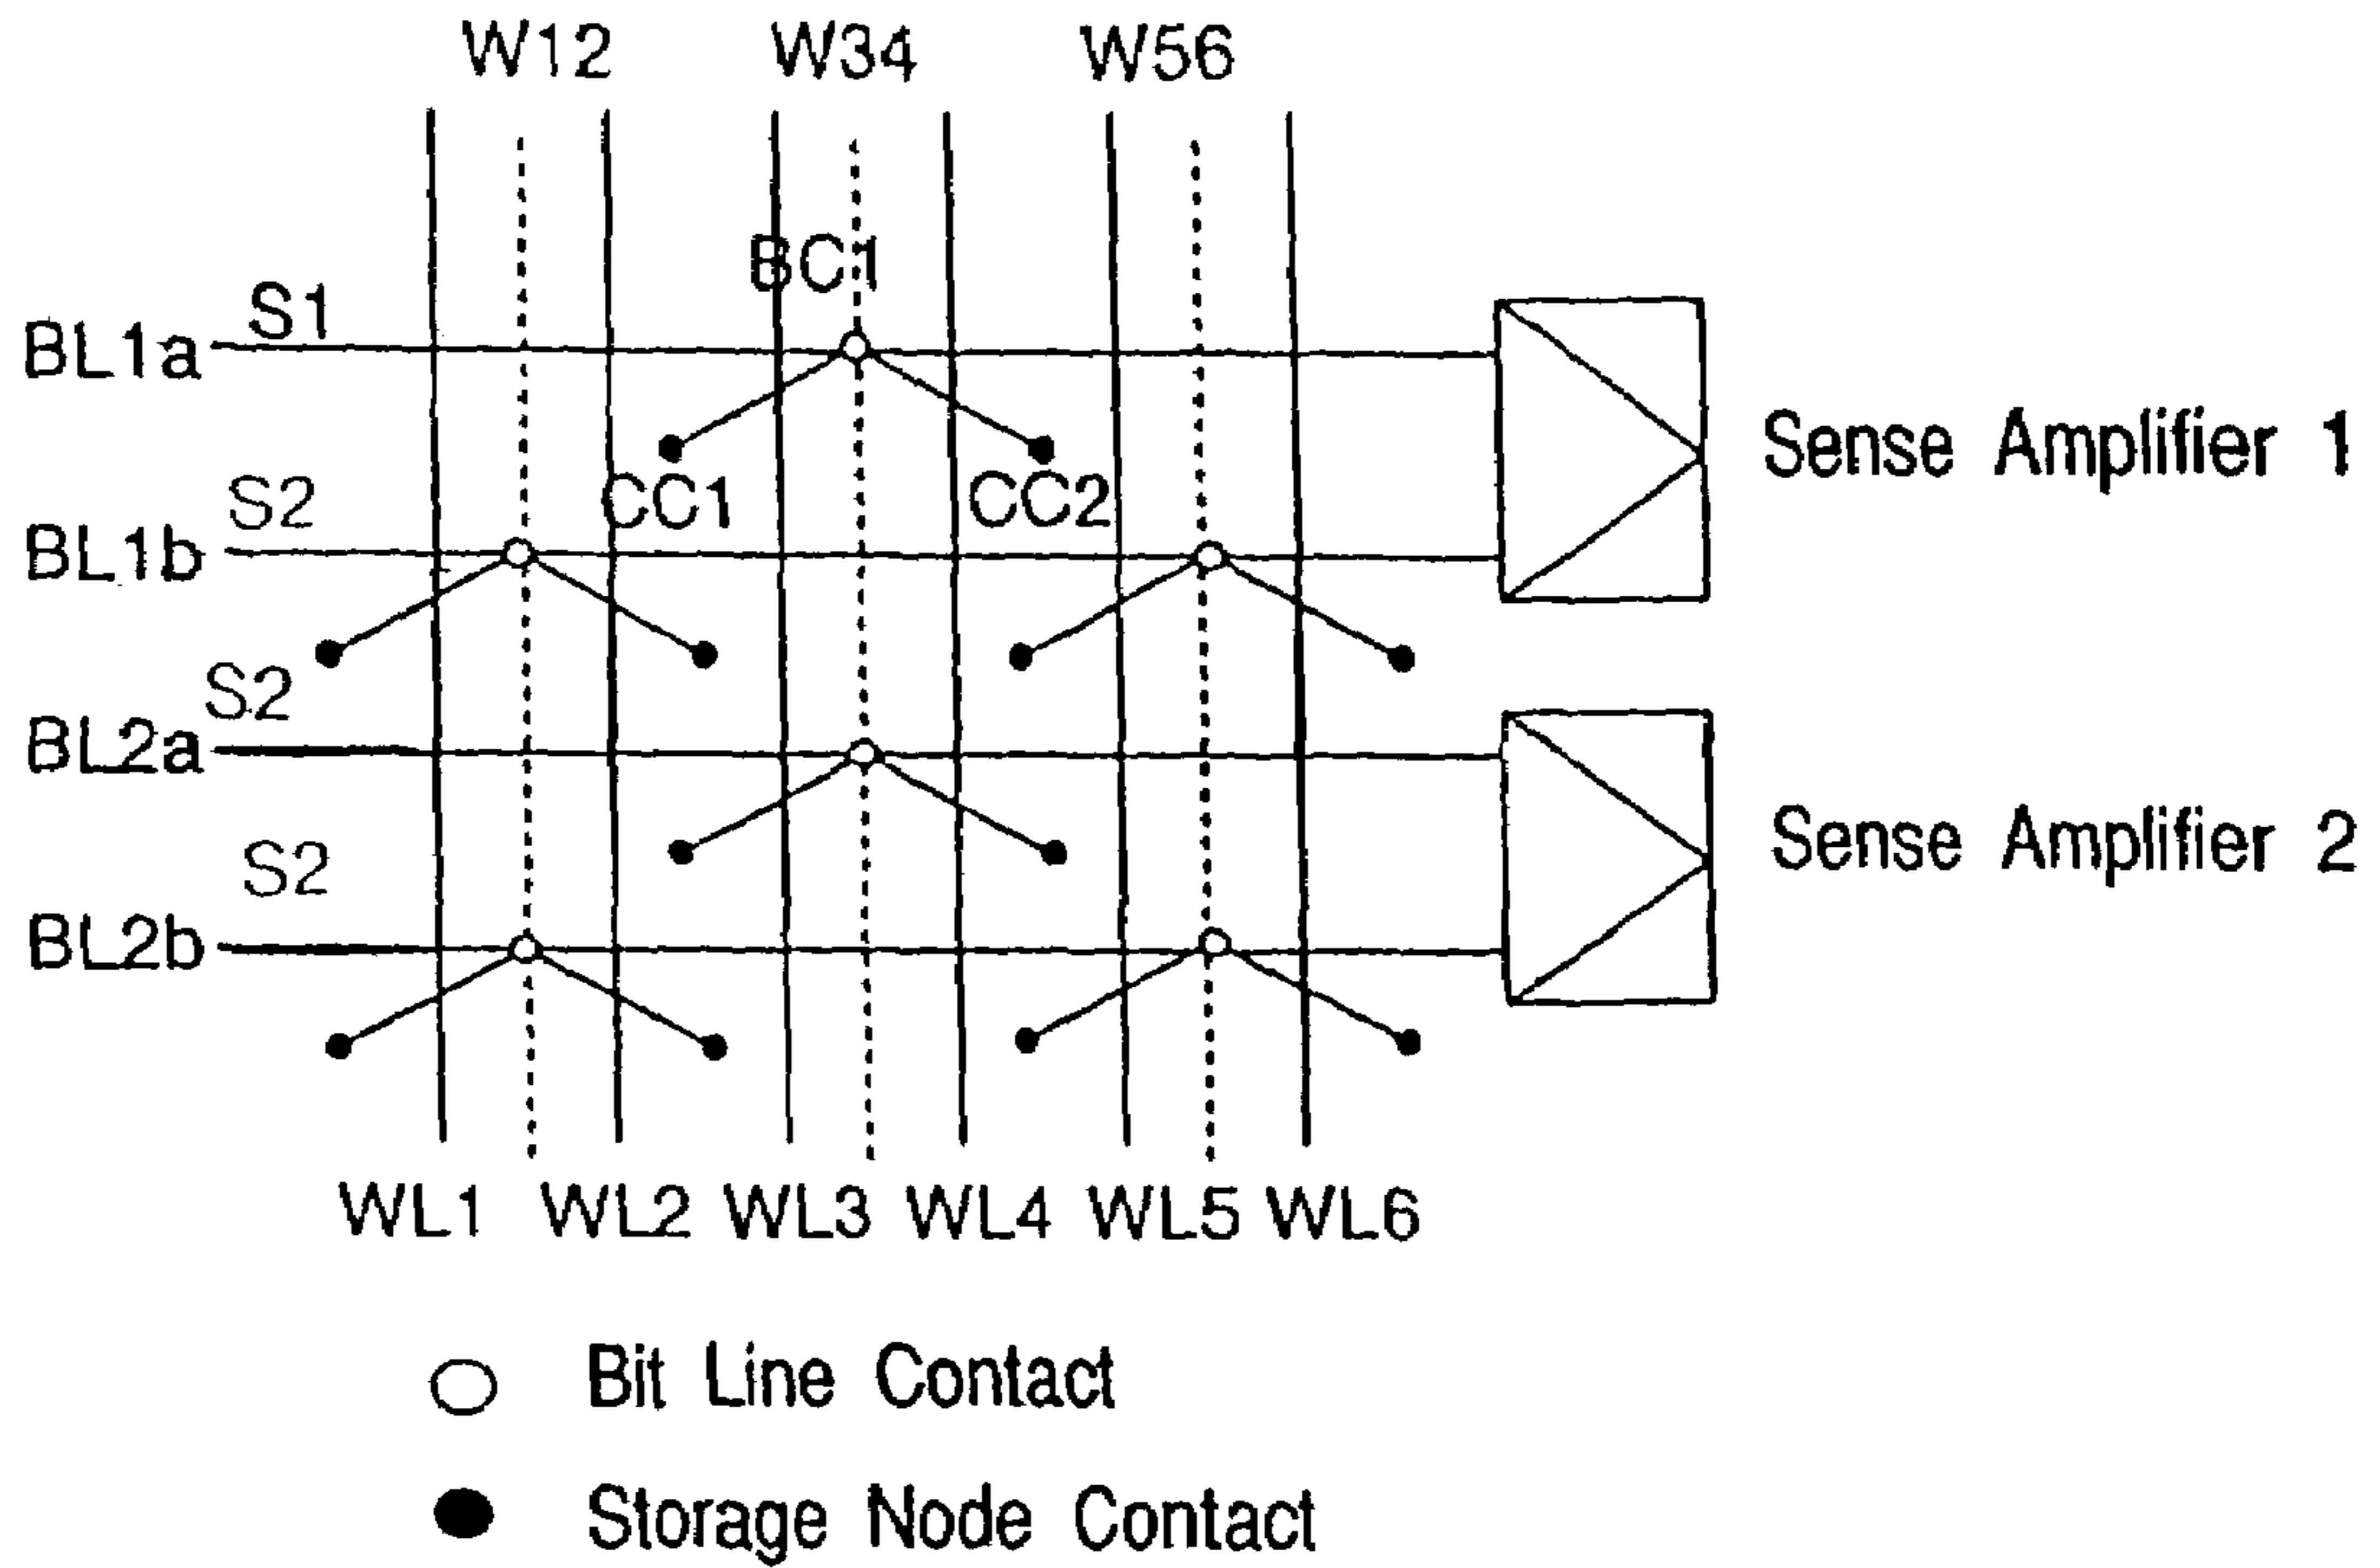 W12 W34 W56
BC1
S1
BL1a
Sense Amplifier 1
S2
CC1 CC2
BL1b
S2
BL2a
Sense Amplifier 2
S2
BL2b
WL1 WL2 WL3 WL4 WL5 WL6
Bit Line Contact
Storage Node Contact